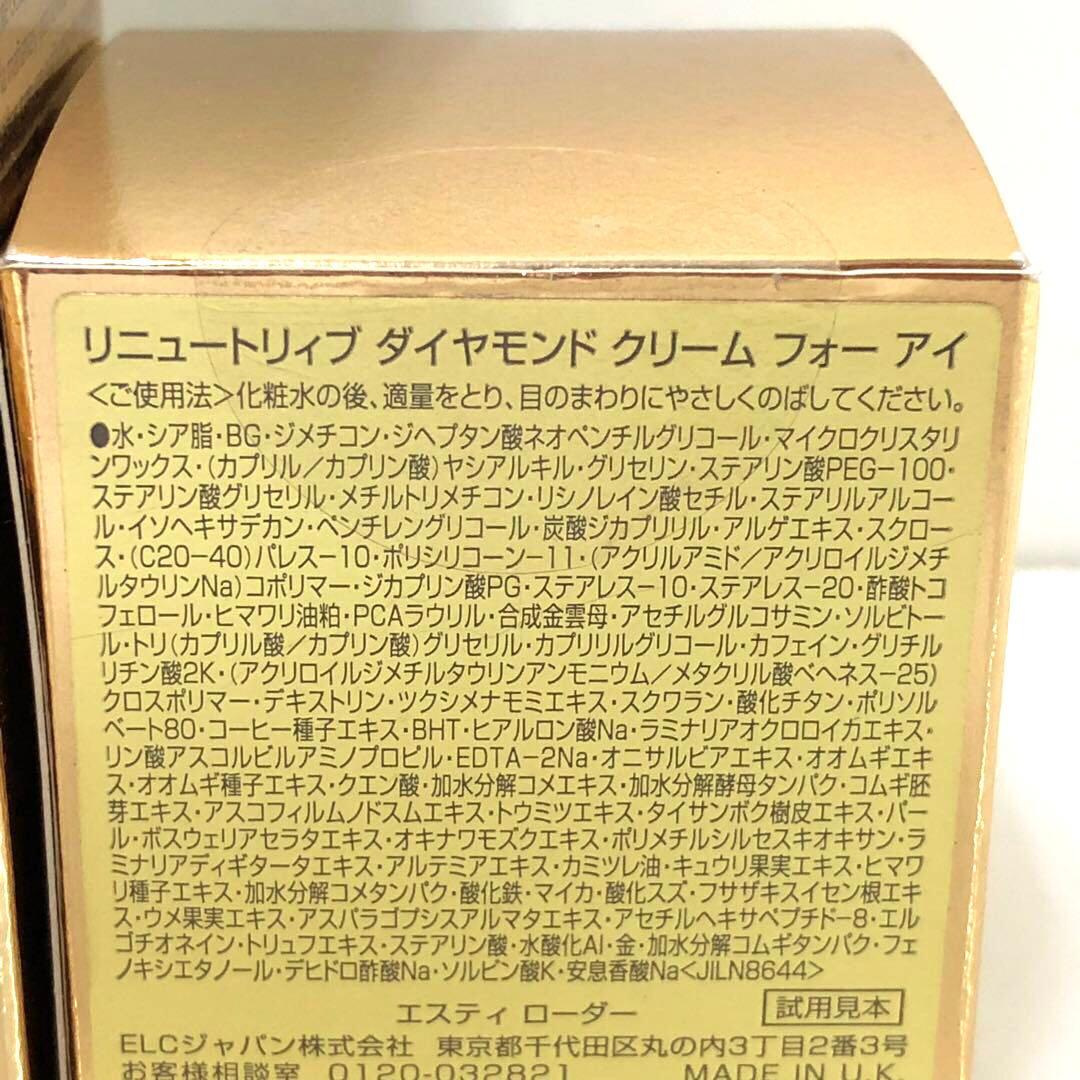 リニュートリィブ ダイヤモンド クリーム フォー アイ
<ご使用法>化粧水の後、適量をとり、目のまわりにやさしくのばしてください。
●水・シア脂・BG・ジメチコン・ジヘプタン酸ネオペンチルグリコール・マイクロクリスタリ
ンワックス・(カプリル/カプリン酸)ヤシアルキル・グリセリン・ステアリン酸PEG-100・
ステアリン酸グリセリル・メチルトリメチコン・リシノレイン酸セチル・ステアリルアルコー
ル・イソヘキサデカン・ペンチレングリコール・炭酸ジカプリリル・アルゲエキス・スクロー
ス・(C20-40)パレス-10・ポリシリコーン-11・(アクリルアミド/アクリロイルジメチ
ルタウリンNa)コポリマー・ジカプリン酸PG・ステアレス-10・ステアレス-20・酢酸トコ
フェロール・ヒマワリ油粕・PCAラウリル・合成金雲母・アセチルグルコサミン・ソルビトー
ル・トリ(カプリル酸/カプリン酸)グリセリル・カプリリルグリコール・カフェイン・グリチル
リチン酸2K・(アクリロイルジメチルタウリンアンモニウム/メタクリル酸ベヘネス-25)
クロスポリマー・デキストリン・ツクシメナモミエキス・スクワラン・酸化チタン・ポリソル
ベート80・コーヒー種子エキス・BHT・ヒアルロン酸Na・ラミナリアオクロロイカエキス・
リン酸アスコルビルアミノプロピル・EDTA-2Na・オニサルビアエキス・オオムギエキ
ス・オオムギ種子エキス・クエン酸・加水分解コメエキス・加水分解酵母タンパク・コムギ胚
芽エキス・アスコフィルムノドスムエキス・トウミツエキス・タイサンボク樹皮エキス・パー
ル・ボスウェリアセラタエキス・オキナワモズクエキス・ポリメチルシルセスキオキサン・ラ
ミナリアディギタータエキス・アルテミアエキス・カミツレ油・キュウリ果実エキス・ヒマワ
リ種子エキス・加水分解コメタンパク・酸化鉄・マイカ・酸化スズ・フサザキスイセン根エキ
ス・ウメ果実エキス・アスパラゴプシスアルマタエキス・アセチルヘキサペプチド-8・エル
ゴチオネイン・トリュフエキス・ステアリン酸・水酸化Al・金・加水分解コムギタンパク・フェ
ノキシエタノール・デヒドロ酢酸Na・ソルビン酸K・安息香酸Na<JILN8644>
エスティ ローダー 試用見本
ELCジャパン株式会社 東京都千代田区丸の内3丁目2番3号
お客様相談室 0120-032821 MADE IN U.K.